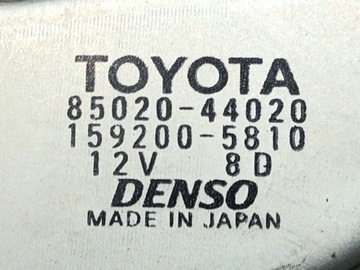 TOYOTA
85020-44020
159200-5810
12V 8D
DENSO
MADE IN JAPAN